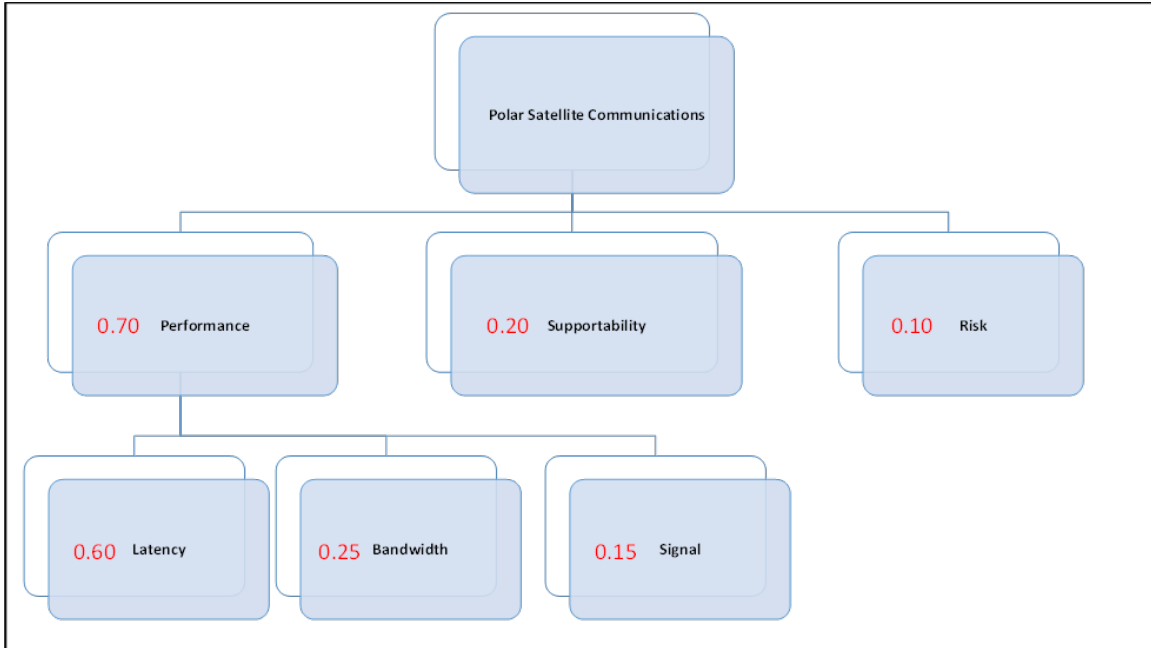 Polar Satellite Communications
0.70 Performance
0.20 Supportability
0.10 Risk
0.60 Latency
0.25 Bandwidth
0.15 Signal